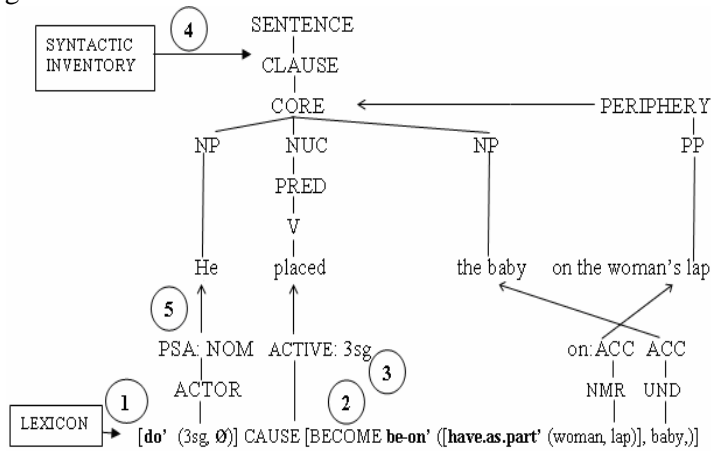 g
SENTENCE
4
SYNTACTIC
INVENTORY
CLAUSE
CORE
PERIPHERY
NP NUC NP PP
PRED
V
He placed the baby on the woman's lap
5
PSA: NOM ACTIVE: 3sg on: ACC ACC
3
ACTOR NMR UND
1 2
LEXICON
[do' (3sg, Ø)] CAUSE [BECOME be-on' ([have.as.part' (woman, lap)], baby,)]